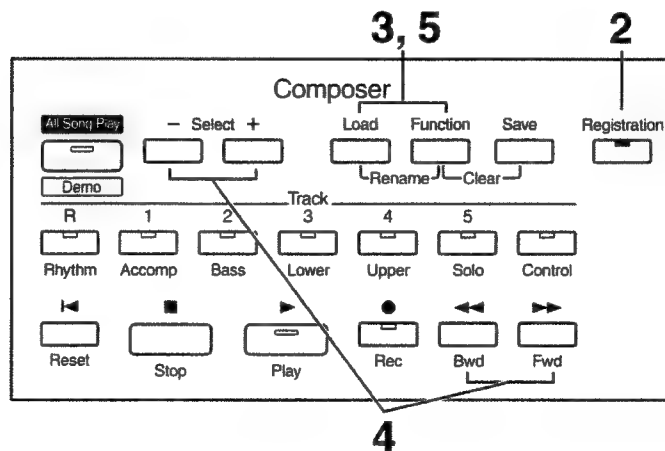 3, 5
2
Composer
All Song Play
− Select +
Load
Function
Save
Registration
Demo
Rename
Clear
Track
R
1
2
3
4
5
Rhythm
Accomp
Bass
Lower
Upper
Solo
Control
Reset
Stop
Play
Rec
Bwd
Fwd
4